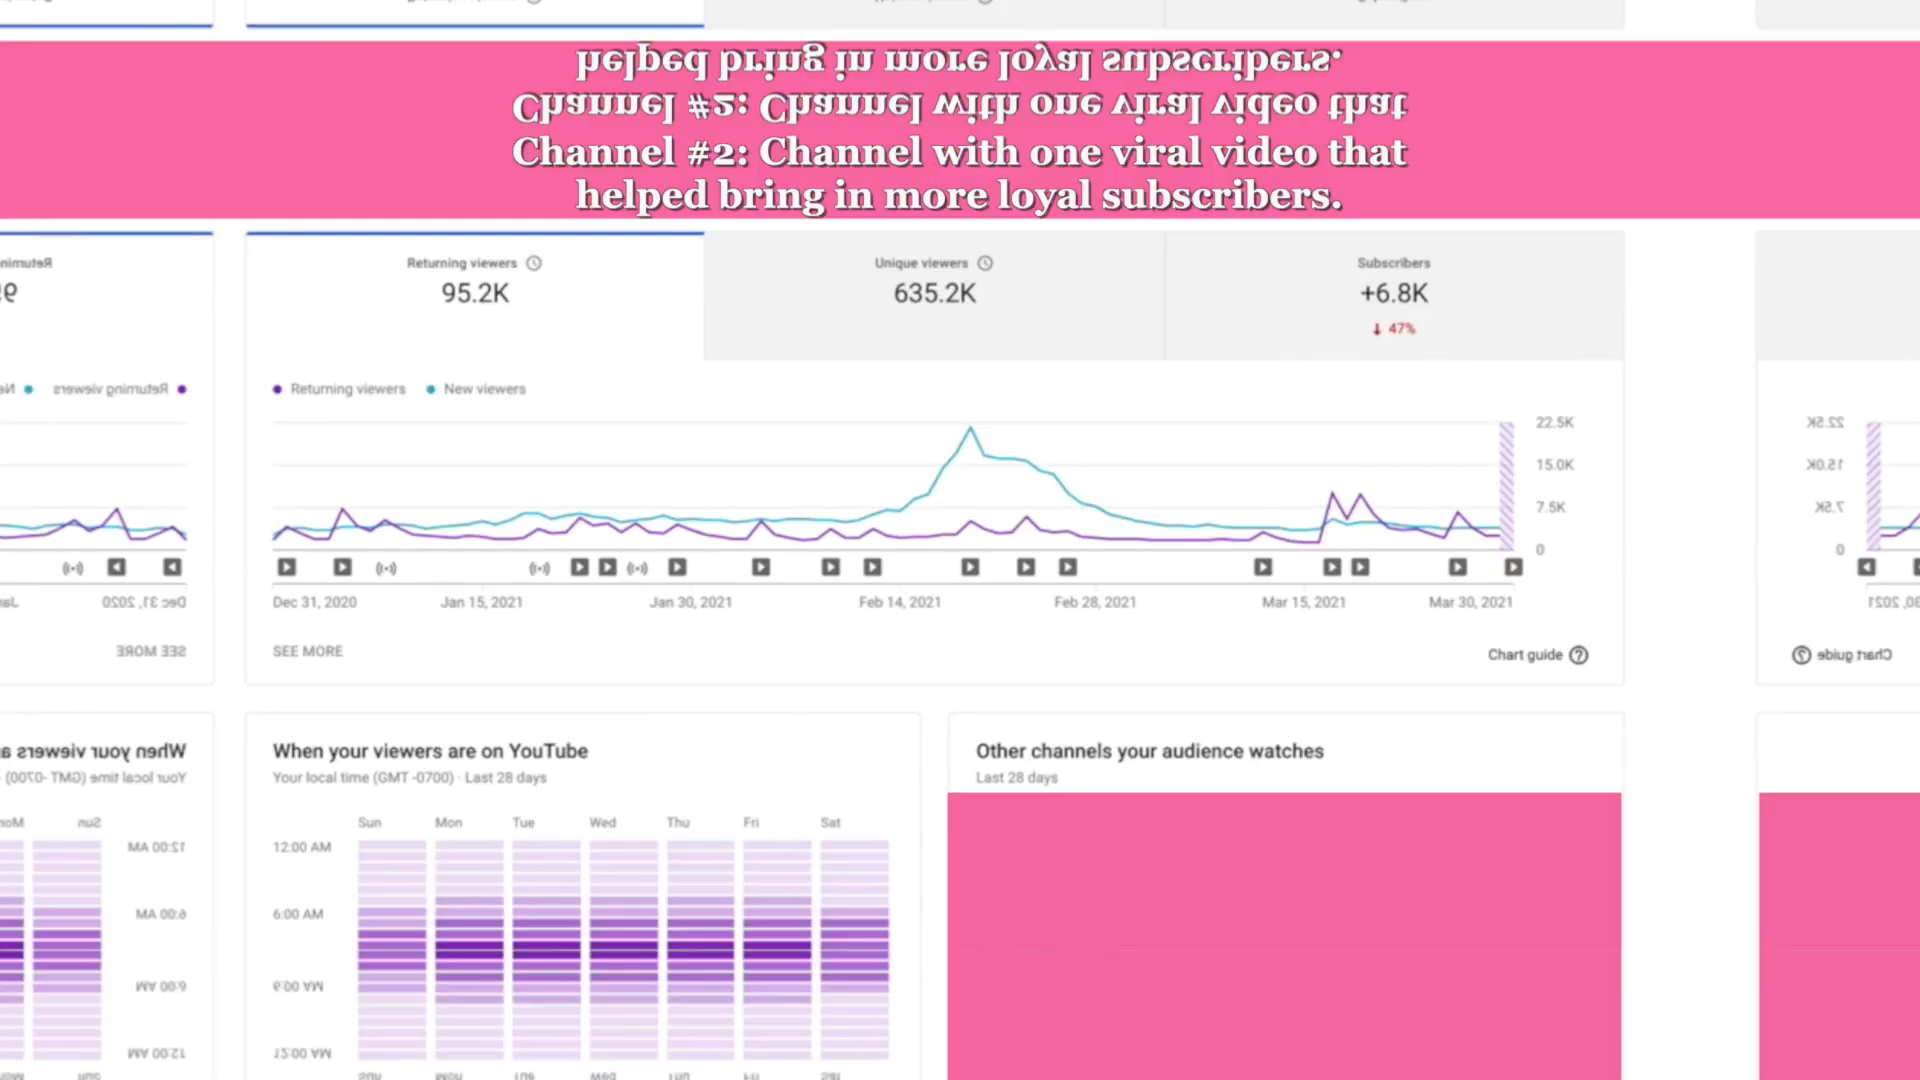 Channel #2: Channel with one viral video that
helped bring in more loyal subscribers.
Returning viewers
95.2K
Unique viewers
635.2K
Subscribers
+6.8K
47%
Returning viewers New viewers
22.5K
15.0K
7.5K
0
Dec 31, 2020 Jan 15, 2021 Jan 30, 2021 Feb 14, 2021 Feb 28, 2021 Mar 15, 2021 Mar 30, 2021
SEE MORE
Chart guide
When your viewers are on YouTube
Your local time (GMT -0700) · Last 28 days
Sun Mon Tue Wed Thu Fri Sat
12:00 AM
6:00 AM
Other channels your audience watches
Last 28 days